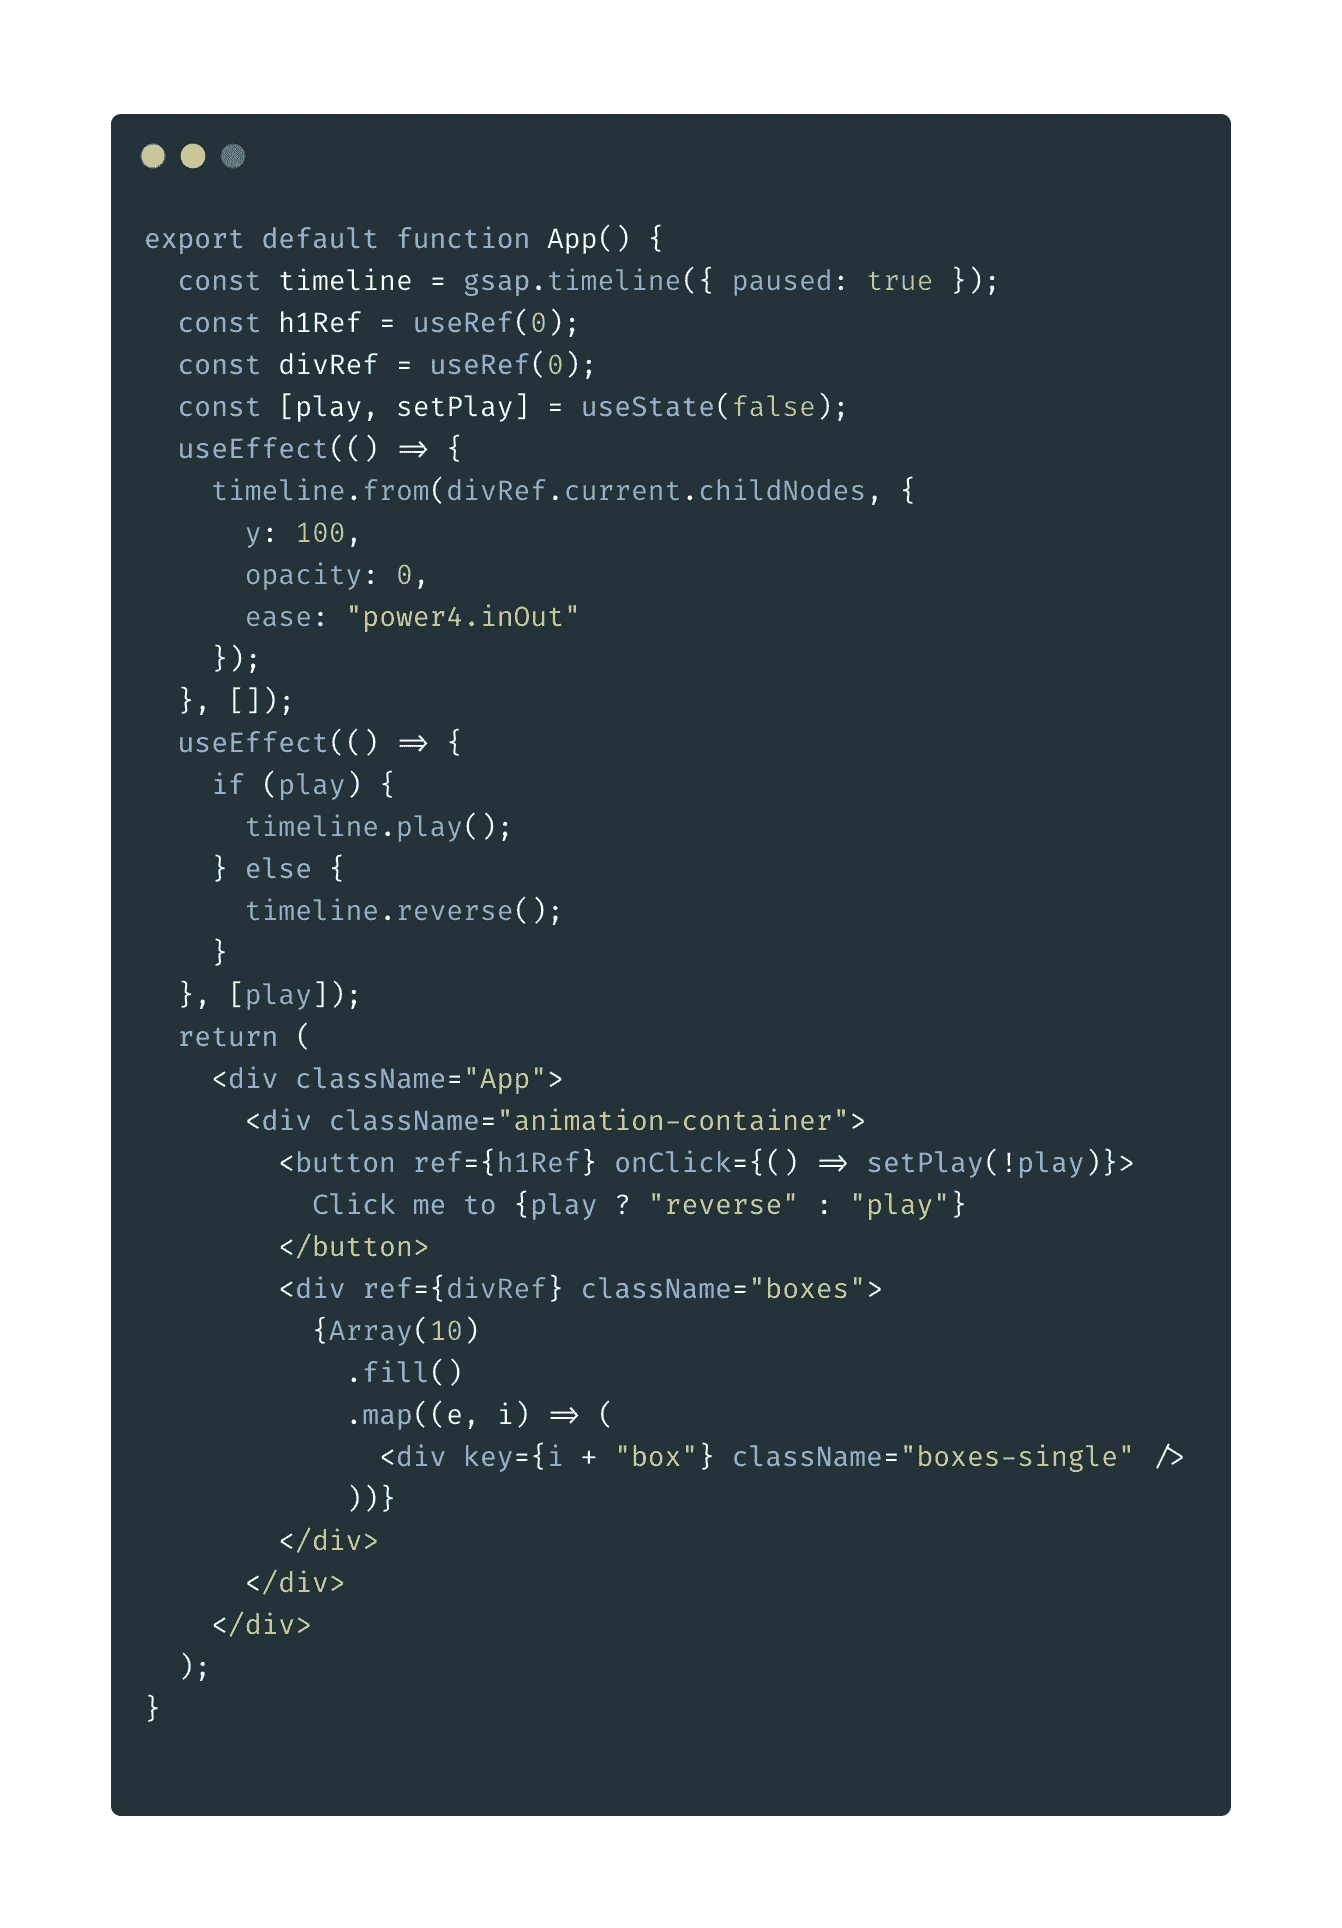 export default function App() {
  const timeline = gsap.timeline({ paused: true });
  const h1Ref = useRef(0);
  const divRef = useRef(0);
  const [play, setPlay] = useState(false);
  useEffect(() => {
    timeline.from(divRef.current.childNodes, {
      y: 100,
      opacity: 0,
      ease: "power4.inOut"
    });
  }, []);
  useEffect(() => {
    if (play) {
      timeline.play();
    } else {
      timeline.reverse();
    }
  }, [play]);
  return (
    <div className="App">
      <div className="animation-container">
        <button ref={h1Ref} onClick={() => setPlay(!play)}>
          Click me to {play ? "reverse" : "play"}
        </button>
        <div ref={divRef} className="boxes">
          {Array(10)
            .fill()
            .map((e, i) => (
              <div key={i + "box"} className="boxes-single" />
            ))}
        </div>
      </div>
    </div>
  );
}